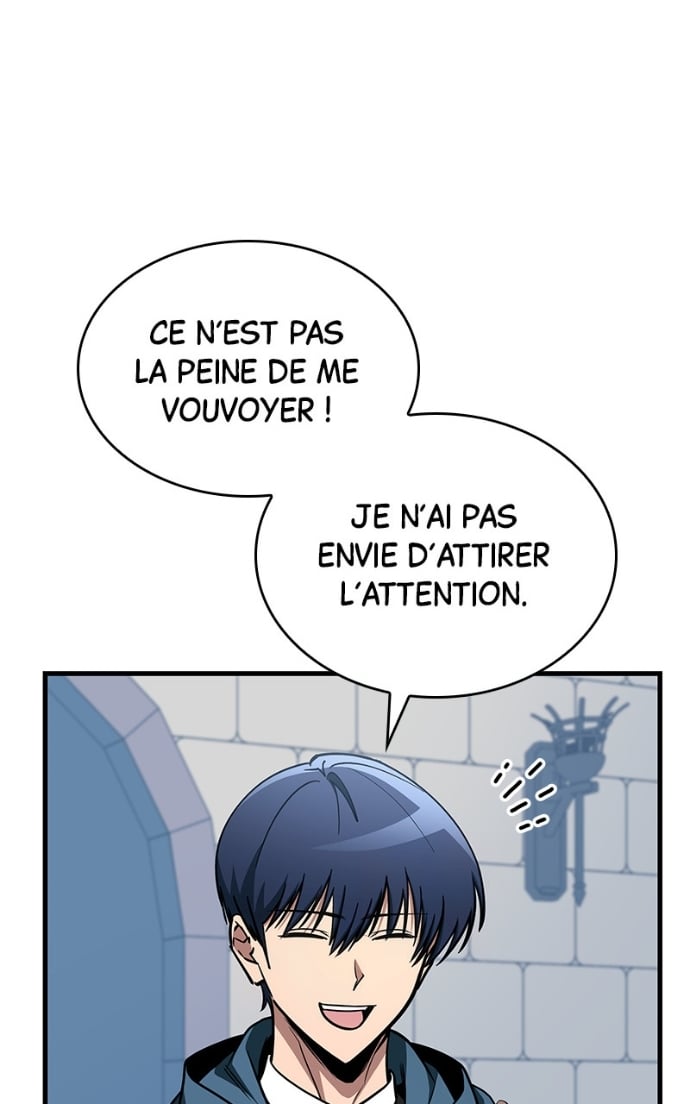 CE N'EST PAS
LA PEINE DE ME
VOUVOYER !
JE N'AI PAS
ENVIE D'ATTIRER
L'ATTENTION.